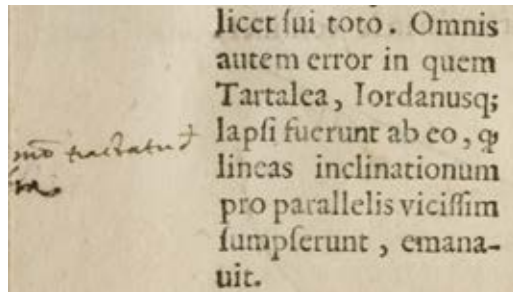 licet ſui toto. Omnis
autem error in quem
Tartalea, Iordanusq;
lapſi fuerunt ab eo, ꝙ
lineas inclinationum
pro parallelis viciſſim
ſumpſerunt, emana-
uit.